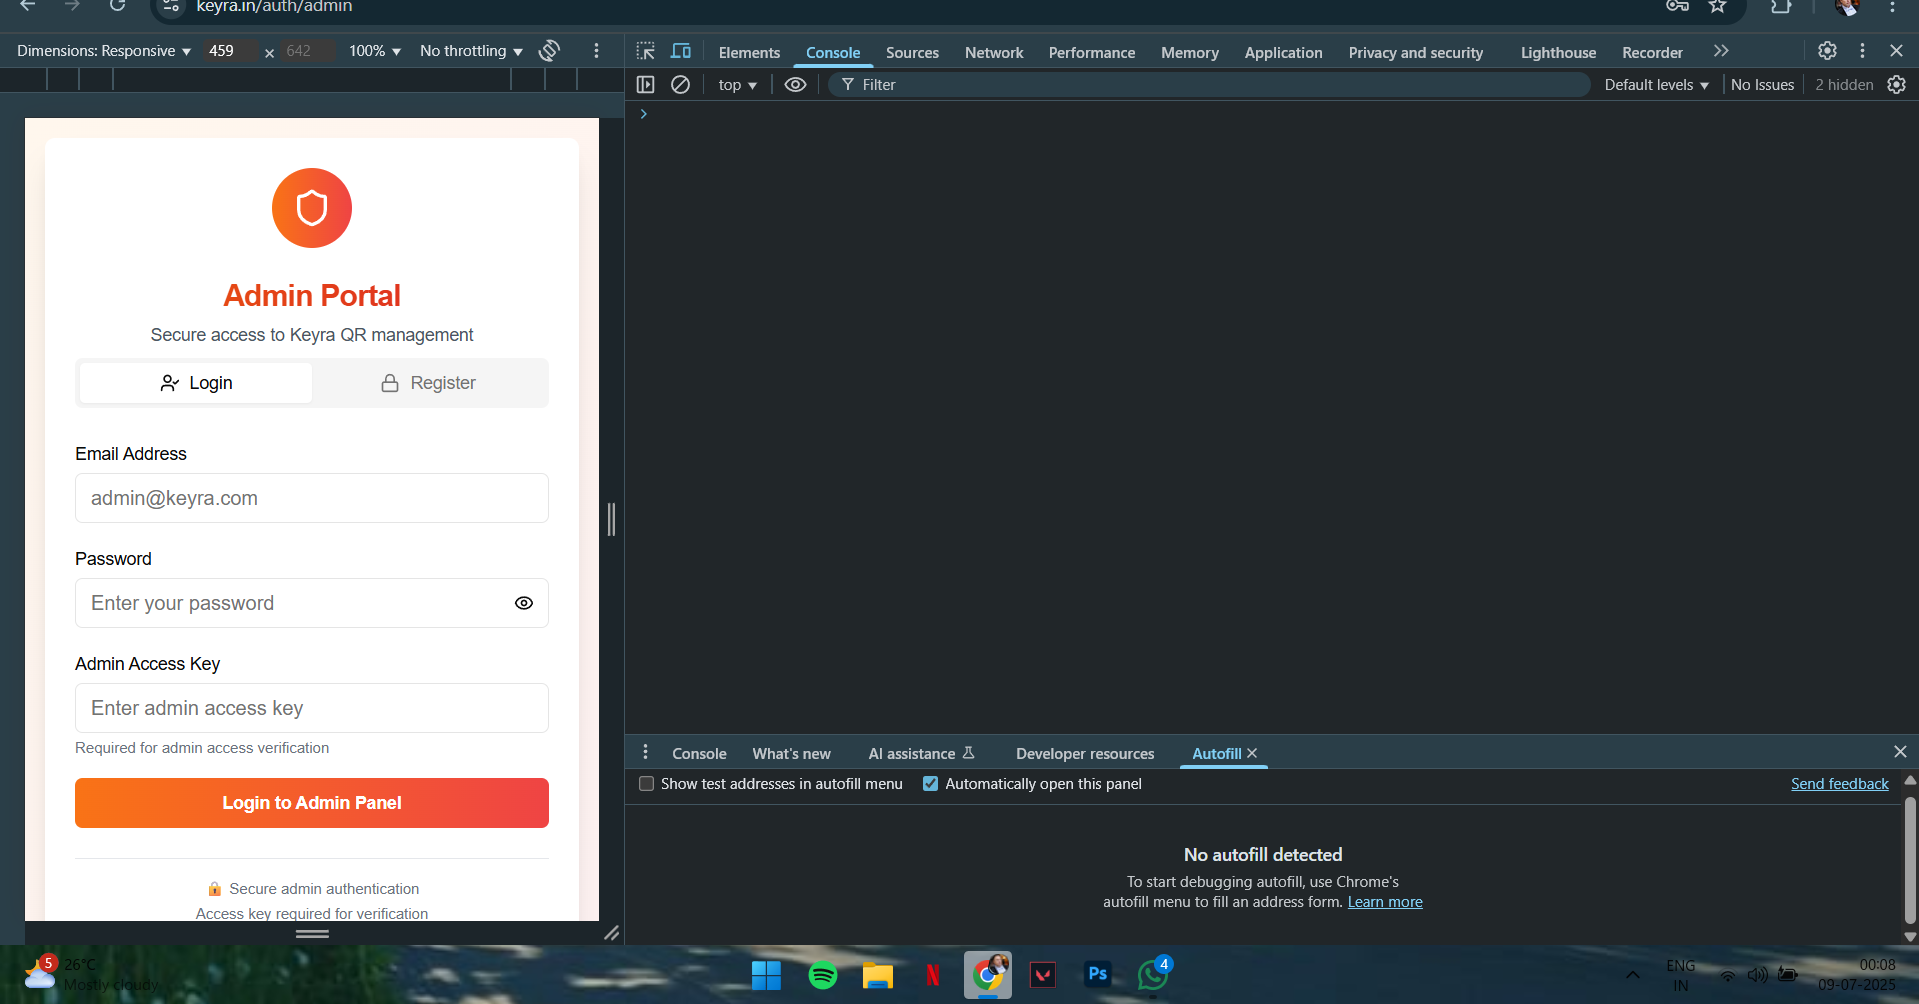 keyra.in/auth/admin
Dimensions: Responsive 459 × 642 100% No throttling
Elements Console Sources Network Performance Memory Application Privacy and security Lighthouse Recorder
top Filter Default levels No Issues 2 hidden
Admin Portal
Secure access to Keyra QR management
Login Register
Email Address
admin@keyra.com
Password
Enter your password
Admin Access Key
Enter admin access key
Required for admin access verification
Login to Admin Panel
Secure admin authentication
Access key required for verification
Console What's new AI assistance Developer resources Autofill
Show test addresses in autofill menu Automatically open this panel Send feedback
No autofill detected
To start debugging autofill, use Chrome's
autofill menu to fill an address form. Learn more
5 26°C
Mostly cloudy
N Ps 4
ENG
IN
00:08
09-07-2025